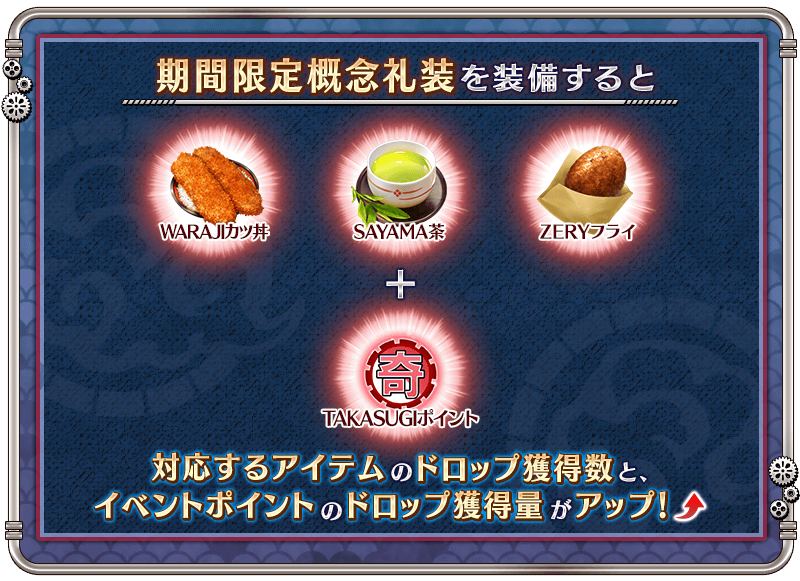 期間限定概念礼装を装備すると
WARAJIカツ丼
SAYAMA茶
ZERYフライ
+
奇
TAKASUGIポイント
対応するアイテムのドロップ獲得数と、
イベントポイントのドロップ獲得量がアップ!